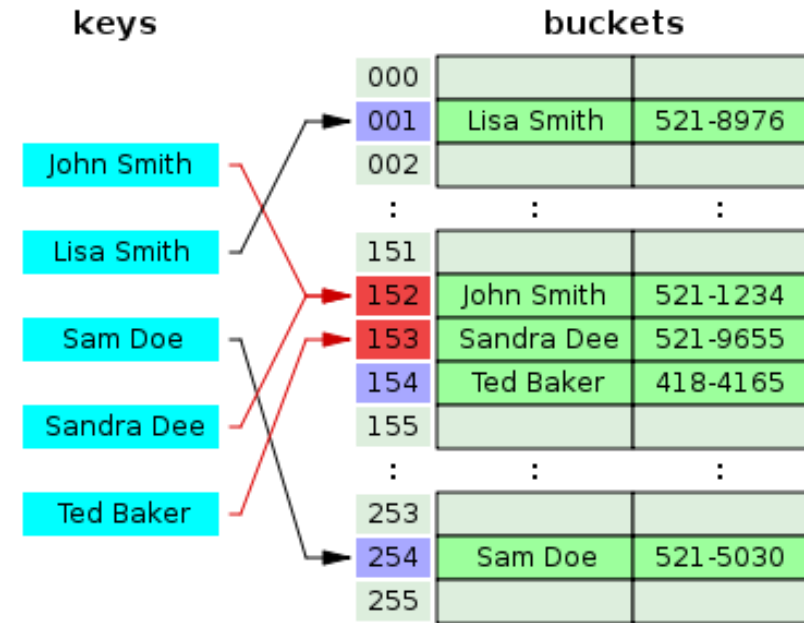 keys
buckets
John Smith
Lisa Smith
Sam Doe
Sandra Dee
Ted Baker
000
001 Lisa Smith 521-8976
002
: : :
151
152 John Smith 521-1234
153 Sandra Dee 521-9655
154 Ted Baker 418-4165
155
: : :
253
254 Sam Doe 521-5030
255